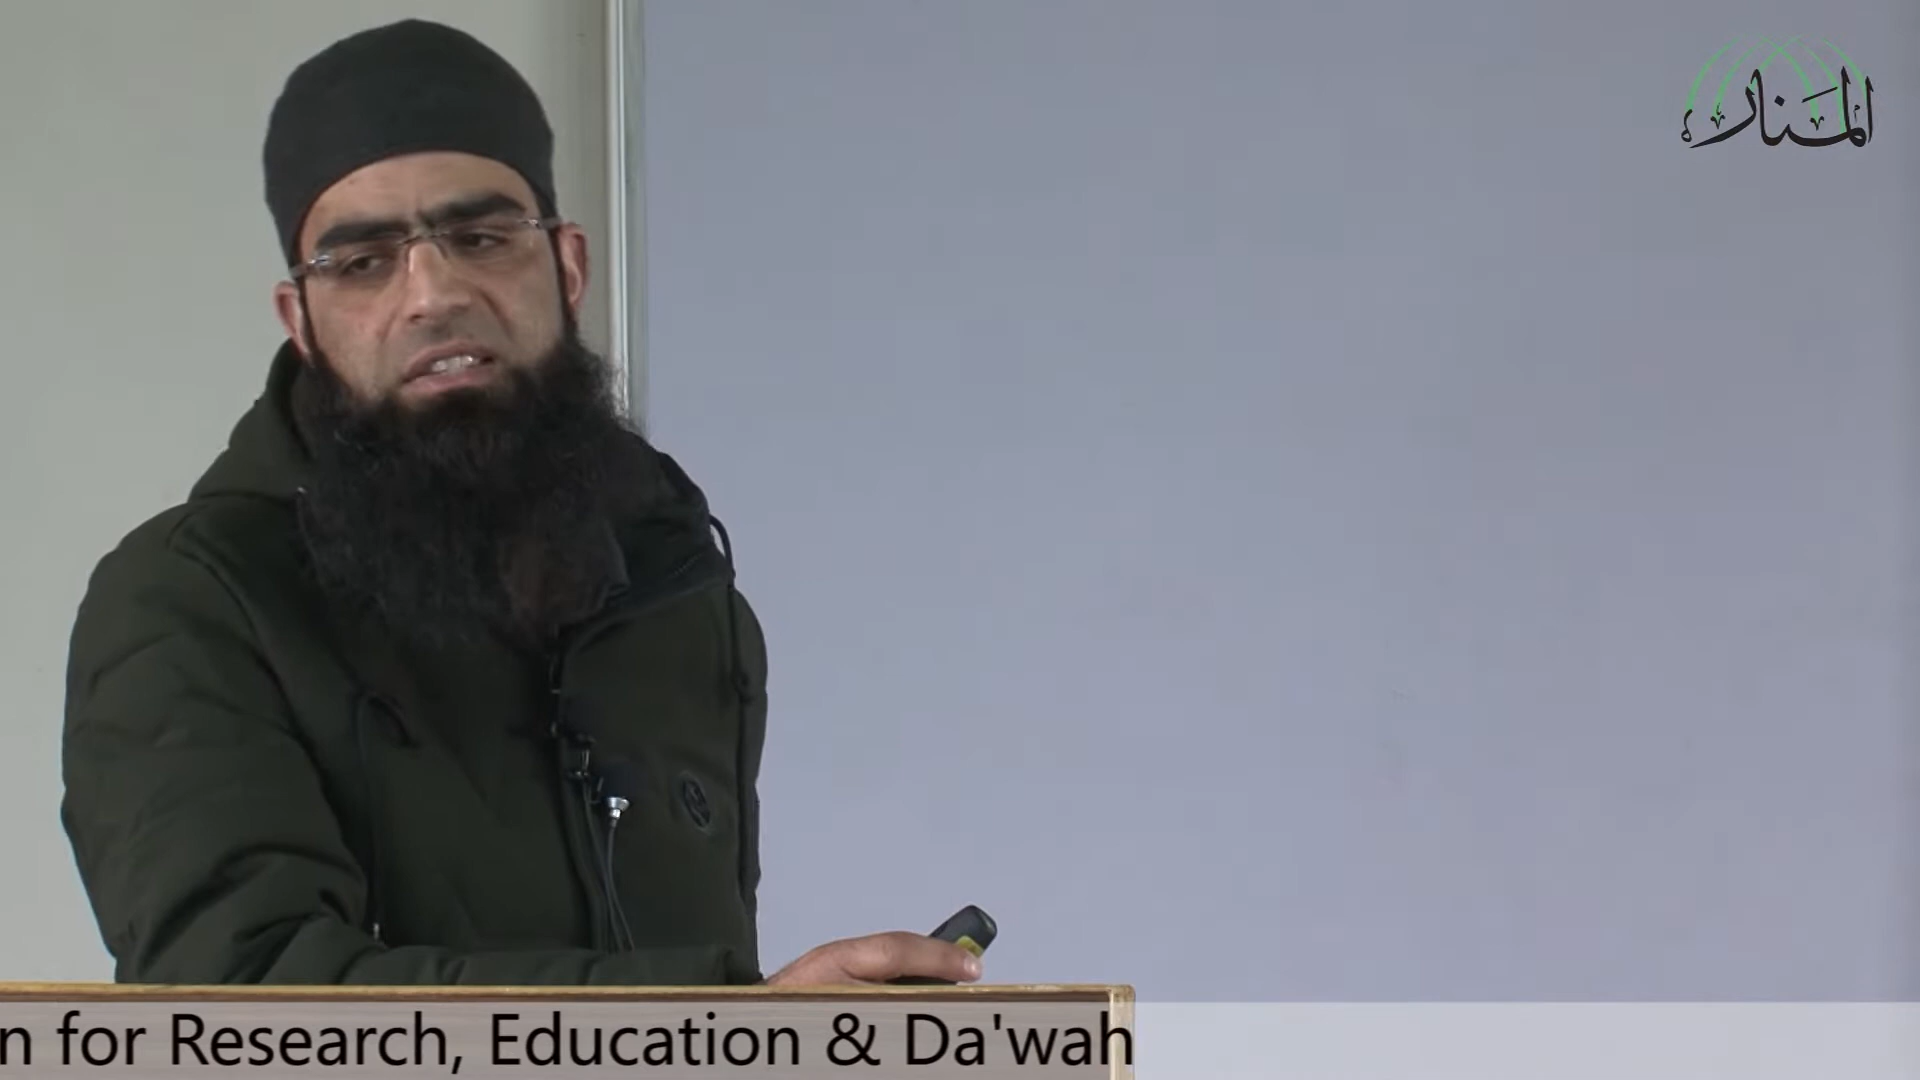 المنار
n for Research, Education & Da'wah